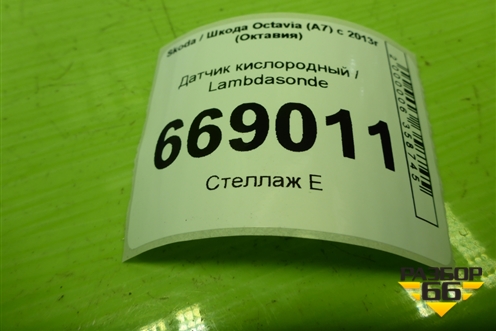 Skoda / Шкода Octavia (A7) с 2013г
(Октавия)
Датчик кислородный /
Lambdasonde
669011
Стеллаж Е
РАЗБОР
66